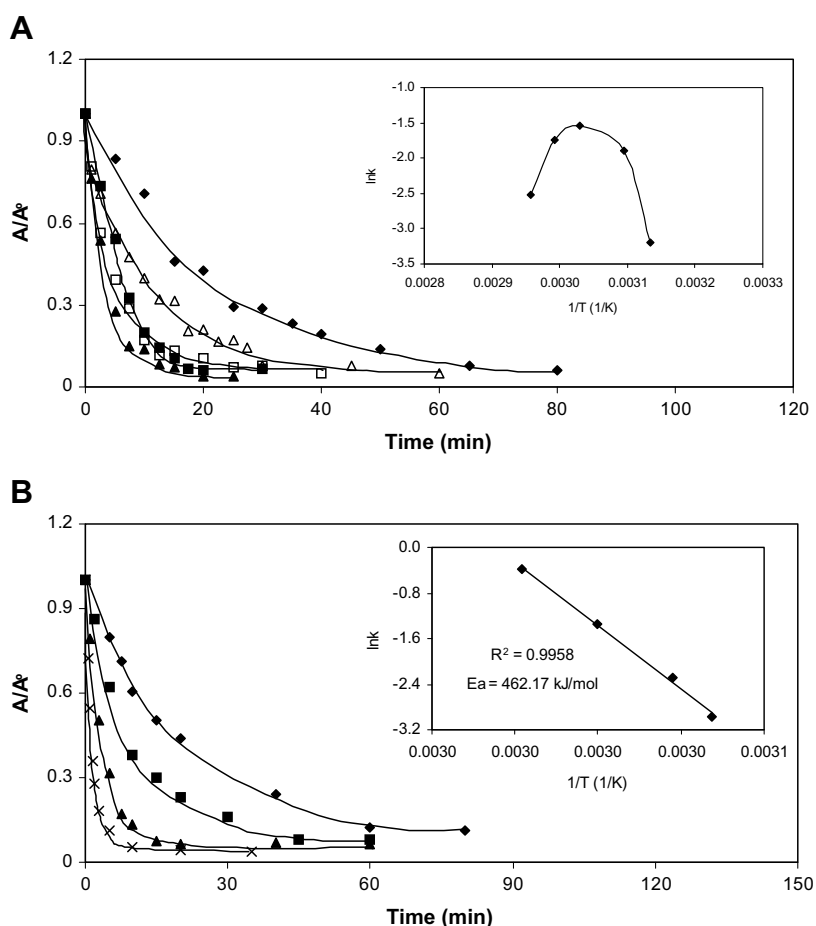 A
1.2
0.9
0.6
0.3
0
A/A°
0 20 40 60 80 100 120
Time (min)
-1.0
-1.5
-2.0
-2.5
-3.0
-3.5
lnk
0.0028 0.0029 0.0030 0.0031 0.0032 0.0033
1/T (1/K)
B
1.2
0.9
0.6
0.3
0
A/A°
0 30 60 90 120 150
Time (min)
0.0
-0.8
-1.6
-2.4
-3.2
lnk
R² = 0.9958
Ea = 462.17 kJ/mol
0.0030 0.0030 0.0030 0.0030 0.0031
1/T (1/K)